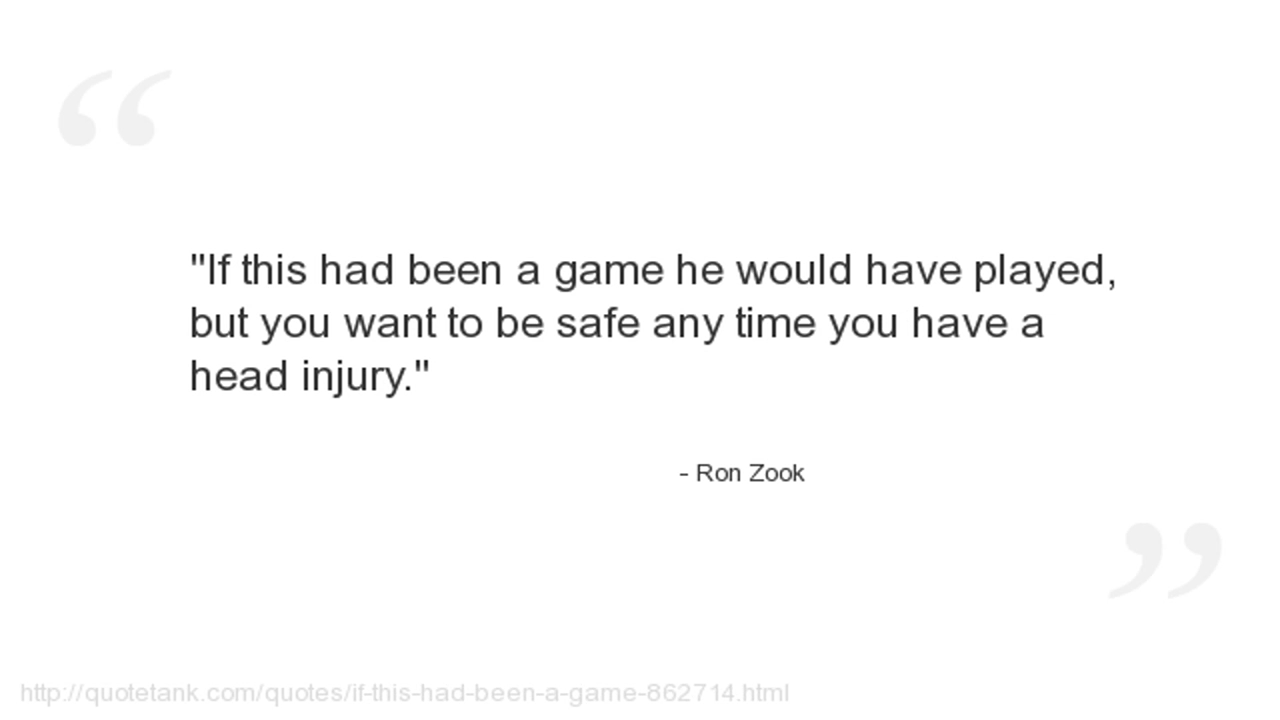 "If this had been a game he would have played,
but you want to be safe any time you have a
head injury."
- Ron Zook
http://quotetank.com/quotes/if-this-had-been-a-game-862714.html